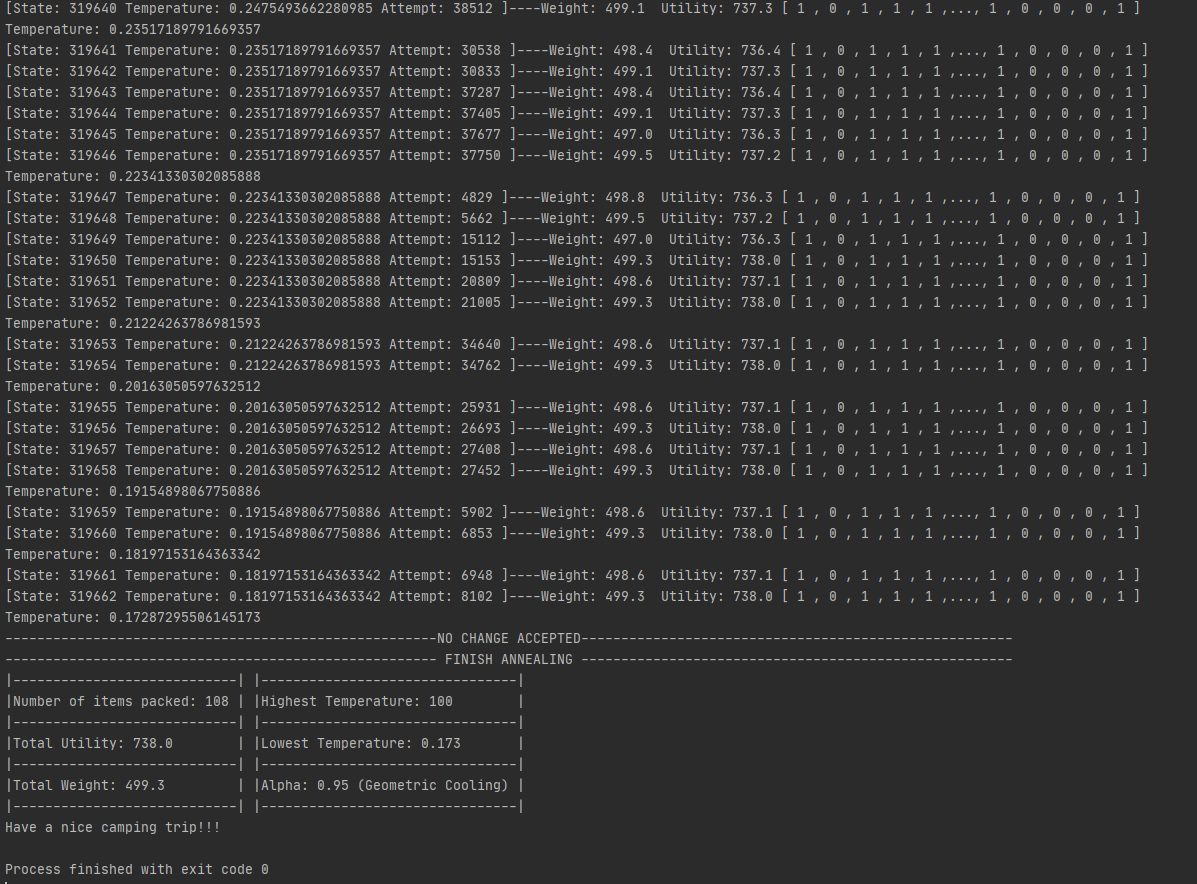 [State: 319640 Temperature: 0.2475493662280985 Attempt: 38512 ]----Weight: 499.1  Utility: 737.3 [ 1 , 0 , 1 , 1 , 1 ,..., 1 , 0 , 0 , 0 , 1 ]
Temperature: 0.23517189791669357
[State: 319641 Temperature: 0.23517189791669357 Attempt: 30538 ]----Weight: 498.4  Utility: 736.4 [ 1 , 0 , 1 , 1 , 1 ,..., 1 , 0 , 0 , 0 , 1 ]
[State: 319642 Temperature: 0.23517189791669357 Attempt: 30833 ]----Weight: 499.1  Utility: 737.3 [ 1 , 0 , 1 , 1 , 1 ,..., 1 , 0 , 0 , 0 , 1 ]
[State: 319643 Temperature: 0.23517189791669357 Attempt: 37287 ]----Weight: 498.4  Utility: 736.4 [ 1 , 0 , 1 , 1 , 1 ,..., 1 , 0 , 0 , 0 , 1 ]
[State: 319644 Temperature: 0.23517189791669357 Attempt: 37405 ]----Weight: 499.1  Utility: 737.3 [ 1 , 0 , 1 , 1 , 1 ,..., 1 , 0 , 0 , 0 , 1 ]
[State: 319645 Temperature: 0.23517189791669357 Attempt: 37677 ]----Weight: 497.0  Utility: 736.3 [ 1 , 0 , 1 , 1 , 1 ,..., 1 , 0 , 0 , 0 , 1 ]
[State: 319646 Temperature: 0.23517189791669357 Attempt: 37750 ]----Weight: 499.5  Utility: 737.2 [ 1 , 0 , 1 , 1 , 1 ,..., 1 , 0 , 0 , 0 , 1 ]
Temperature: 0.22341330302085888
[State: 319647 Temperature: 0.22341330302085888 Attempt: 4829 ]----Weight: 498.8  Utility: 736.3 [ 1 , 0 , 1 , 1 , 1 ,..., 1 , 0 , 0 , 0 , 1 ]
[State: 319648 Temperature: 0.22341330302085888 Attempt: 5662 ]----Weight: 499.5  Utility: 737.2 [ 1 , 0 , 1 , 1 , 1 ,..., 1 , 0 , 0 , 0 , 1 ]
[State: 319649 Temperature: 0.22341330302085888 Attempt: 15112 ]----Weight: 497.0  Utility: 736.3 [ 1 , 0 , 1 , 1 , 1 ,..., 1 , 0 , 0 , 0 , 1 ]
[State: 319650 Temperature: 0.22341330302085888 Attempt: 15153 ]----Weight: 499.3  Utility: 738.0 [ 1 , 0 , 1 , 1 , 1 ,..., 1 , 0 , 0 , 0 , 1 ]
[State: 319651 Temperature: 0.22341330302085888 Attempt: 20809 ]----Weight: 498.6  Utility: 737.1 [ 1 , 0 , 1 , 1 , 1 ,..., 1 , 0 , 0 , 0 , 1 ]
[State: 319652 Temperature: 0.22341330302085888 Attempt: 21005 ]----Weight: 499.3  Utility: 738.0 [ 1 , 0 , 1 , 1 , 1 ,..., 1 , 0 , 0 , 0 , 1 ]
Temperature: 0.21224263786981593
[State: 319653 Temperature: 0.21224263786981593 Attempt: 34640 ]----Weight: 498.6  Utility: 737.1 [ 1 , 0 , 1 , 1 , 1 ,..., 1 , 0 , 0 , 0 , 1 ]
[State: 319654 Temperature: 0.21224263786981593 Attempt: 34762 ]----Weight: 499.3  Utility: 738.0 [ 1 , 0 , 1 , 1 , 1 ,..., 1 , 0 , 0 , 0 , 1 ]
Temperature: 0.20163050597632512
[State: 319655 Temperature: 0.20163050597632512 Attempt: 25931 ]----Weight: 498.6  Utility: 737.1 [ 1 , 0 , 1 , 1 , 1 ,..., 1 , 0 , 0 , 0 , 1 ]
[State: 319656 Temperature: 0.20163050597632512 Attempt: 26693 ]----Weight: 499.3  Utility: 738.0 [ 1 , 0 , 1 , 1 , 1 ,..., 1 , 0 , 0 , 0 , 1 ]
[State: 319657 Temperature: 0.20163050597632512 Attempt: 27408 ]----Weight: 498.6  Utility: 737.1 [ 1 , 0 , 1 , 1 , 1 ,..., 1 , 0 , 0 , 0 , 1 ]
[State: 319658 Temperature: 0.20163050597632512 Attempt: 27452 ]----Weight: 499.3  Utility: 738.0 [ 1 , 0 , 1 , 1 , 1 ,..., 1 , 0 , 0 , 0 , 1 ]
Temperature: 0.19154898067750886
[State: 319659 Temperature: 0.19154898067750886 Attempt: 5902 ]----Weight: 498.6  Utility: 737.1 [ 1 , 0 , 1 , 1 , 1 ,..., 1 , 0 , 0 , 0 , 1 ]
[State: 319660 Temperature: 0.19154898067750886 Attempt: 6853 ]----Weight: 499.3  Utility: 738.0 [ 1 , 0 , 1 , 1 , 1 ,..., 1 , 0 , 0 , 0 , 1 ]
Temperature: 0.18197153164363342
[State: 319661 Temperature: 0.18197153164363342 Attempt: 6948 ]----Weight: 498.6  Utility: 737.1 [ 1 , 0 , 1 , 1 , 1 ,..., 1 , 0 , 0 , 0 , 1 ]
[State: 319662 Temperature: 0.18197153164363342 Attempt: 8102 ]----Weight: 499.3  Utility: 738.0 [ 1 , 0 , 1 , 1 , 1 ,..., 1 , 0 , 0 , 0 , 1 ]
Temperature: 0.17287295506145173
------------------------------------------------------NO CHANGE ACCEPTED------------------------------------------------------
------------------------------------------------------ FINISH ANNEALING ------------------------------------------------------
|----------------------------| |--------------------------------|
|Number of items packed: 108 | |Highest Temperature: 100        |
|----------------------------| |--------------------------------|
|Total Utility: 738.0        | |Lowest Temperature: 0.173       |
|----------------------------| |--------------------------------|
|Total Weight: 499.3         | |Alpha: 0.95 (Geometric Cooling) |
|----------------------------| |--------------------------------|
Have a nice camping trip!!!
Process finished with exit code 0